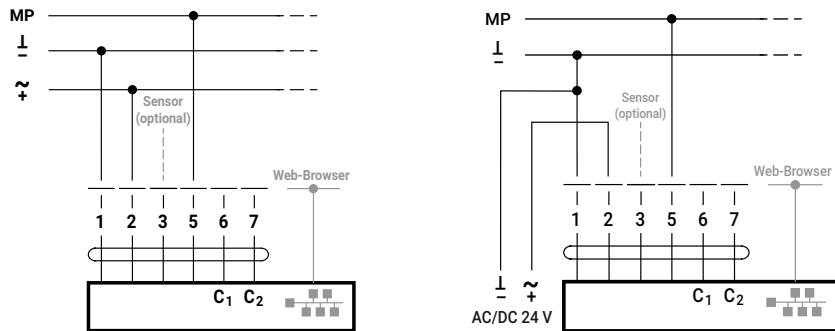 MP
⊥
−
~
+
Sensor
(optional)
Web-Browser
1 2 3 5 6 7
C₁ C₂
MP
⊥
−
Sensor
(optional)
Web-Browser
1 2 3 5 6 7
⊥ ~
− +
C₁ C₂
AC/DC 24 V